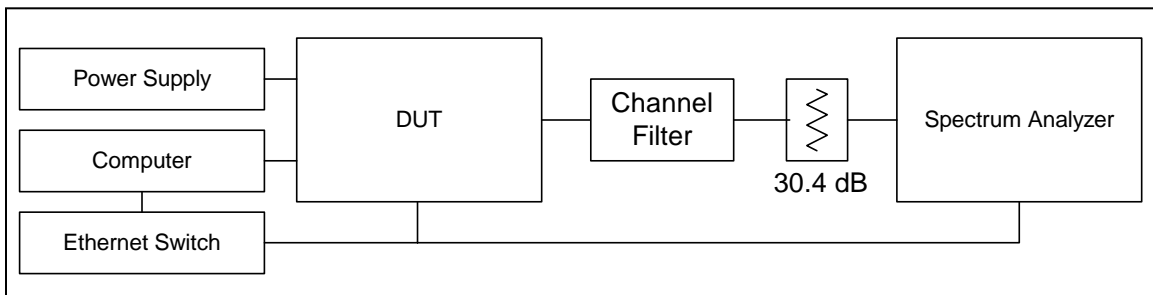 Power Supply
Computer
Ethernet Switch
DUT
Channel
Filter
30.4 dB
Spectrum Analyzer